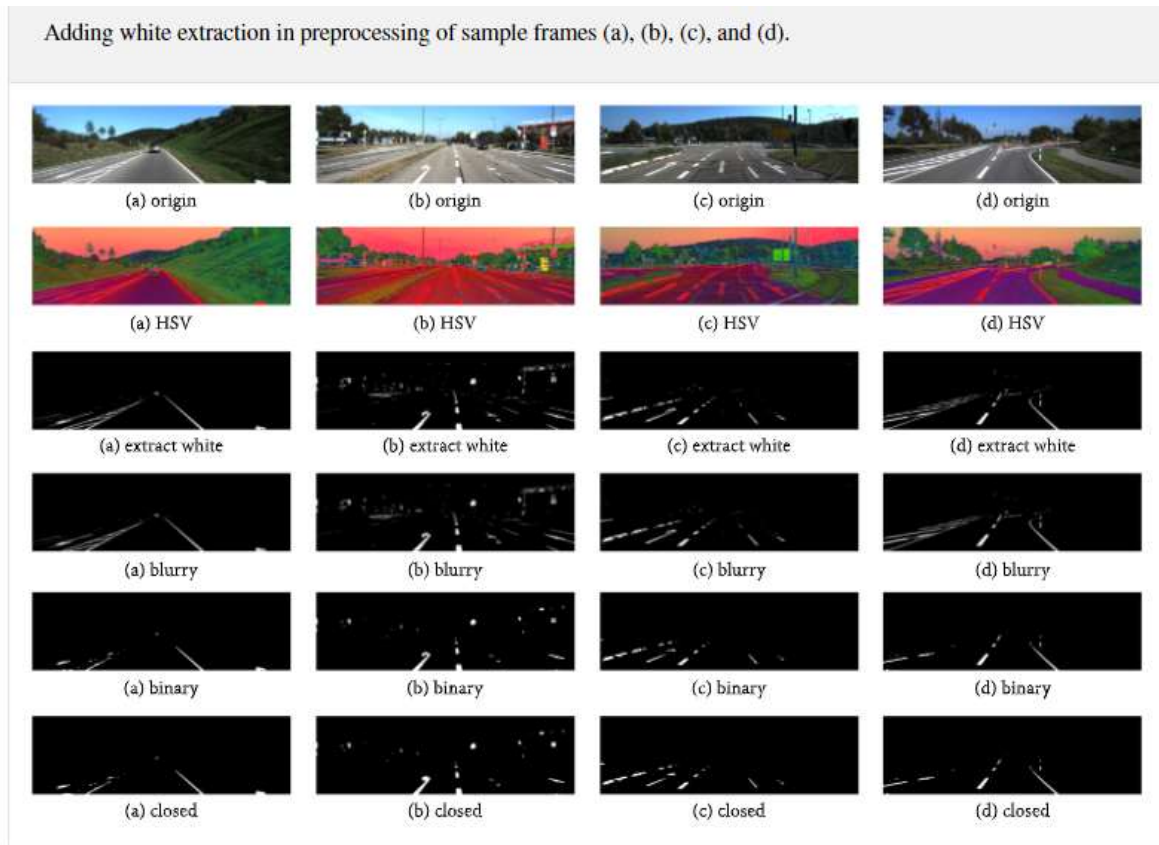 Adding white extraction in preprocessing of sample frames (a), (b), (c), and (d).
(a) origin (b) origin (c) origin (d) origin
(a) HSV (b) HSV (c) HSV (d) HSV
(a) extract white (b) extract white (c) extract white (d) extract white
(a) blurry (b) blurry (c) blurry (d) blurry
(a) binary (b) binary (c) binary (d) binary
(a) closed (b) closed (c) closed (d) closed